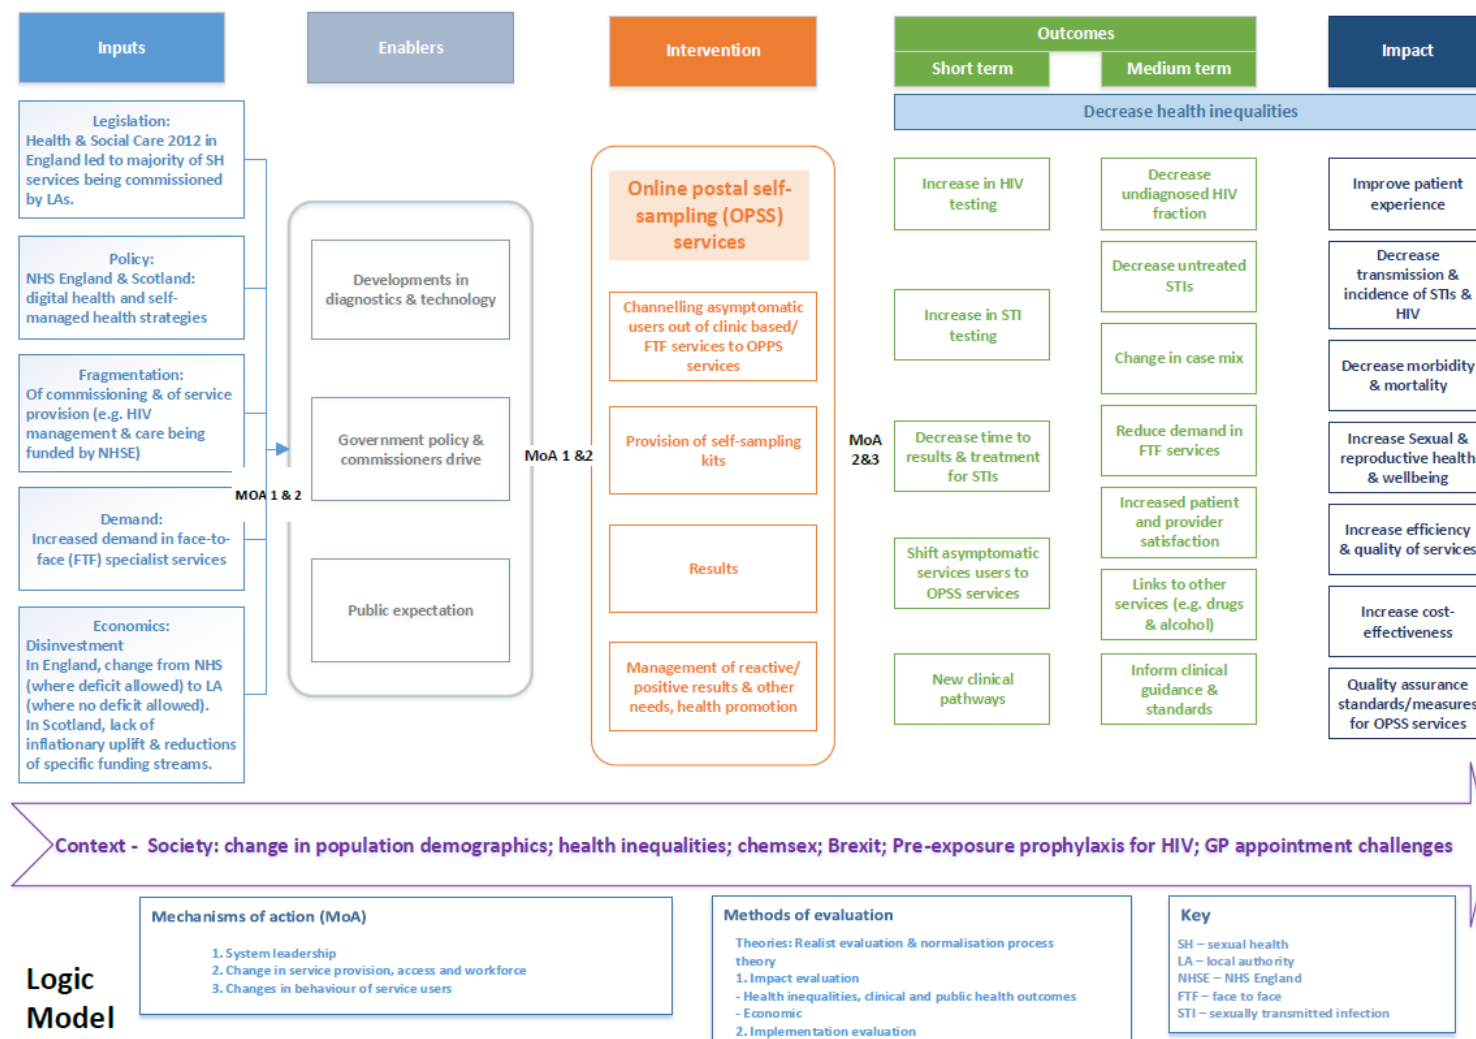 Inputs
Enablers
Intervention
Outcomes
Short term
Medium term
Impact
Decrease health inequalities
Legislation:
Health & Social Care 2012 in
England led to majority of SH
services being commissioned
by LAs.
Policy:
NHS England & Scotland:
digital health and self-
managed health strategies
Fragmentation:
Of commissioning & of service
provision (e.g. HIV
management & care being
funded by NHSE)
Demand:
Increased demand in face-to-
face (FTF) specialist services
Economics:
Disinvestment
In England, change from NHS
(where deficit allowed) to LA
(where no deficit allowed).
In Scotland, lack of
inflationary uplift & reductions
of specific funding streams.
MOA 1 & 2
Developments in
diagnostics & technology
Government policy &
commissioners drive
Public expectation
MoA 1 &2
Online postal self-
sampling (OPSS)
services
Channelling asymptomatic
users out of clinic based/
FTF services to OPPS
services
Provision of self-sampling
kits
Results
Management of reactive/
positive results & other
needs, health promotion
MoA
2&3
Increase in HIV
testing
Increase in STI
testing
Decrease time to
results & treatment
for STIs
Shift asymptomatic
services users to
OPSS services
New clinical
pathways
Decrease
undiagnosed HIV
fraction
Decrease untreated
STIs
Change in case mix
Reduce demand in
FTF services
Increased patient
and provider
satisfaction
Links to other
services (e.g. drugs
& alcohol)
Inform clinical
guidance &
standards
Improve patient
experience
Decrease
transmission &
incidence of STIs &
HIV
Decrease morbidity
& mortality
Increase Sexual &
reproductive health
& wellbeing
Increase efficiency
& quality of services
Increase cost-
effectiveness
Quality assurance
standards/measures
for OPSS services
Context - Society: change in population demographics; health inequalities; chemsex; Brexit; Pre-exposure prophylaxis for HIV; GP appointment challenges
Logic
Model
Mechanisms of action (MoA)
1. System leadership
2. Change in service provision, access and workforce
3. Changes in behaviour of service users
Methods of evaluation
Theories: Realist evaluation & normalisation process
theory
1. Impact evaluation
- Health inequalities, clinical and public health outcomes
- Economic
2. Implementation evaluation
Key
SH – sexual health
LA – local authority
NHSE – NHS England
FTF – face to face
STI – sexually transmitted infection